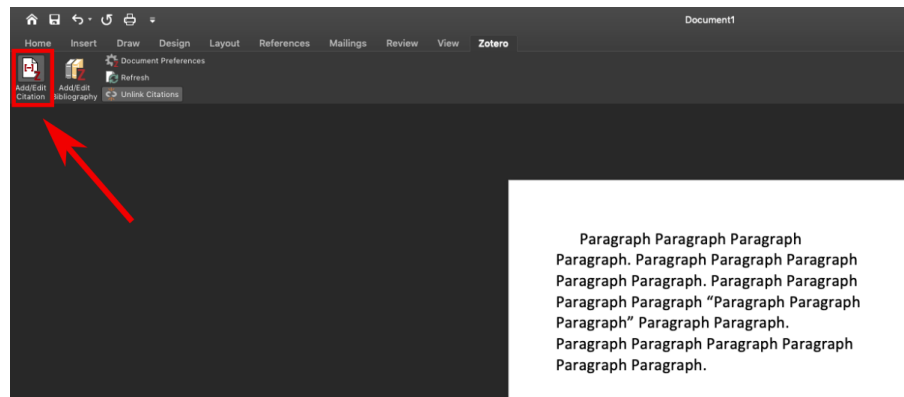 Document1
Home Insert Draw Design Layout References Mailings Review View Zotero
Add/Edit Citation
Add/Edit Bibliography
Document Preferences
Refresh
Unlink Citations
Paragraph Paragraph Paragraph
Paragraph. Paragraph Paragraph Paragraph
Paragraph Paragraph. Paragraph Paragraph
Paragraph Paragraph “Paragraph Paragraph
Paragraph” Paragraph Paragraph.
Paragraph Paragraph Paragraph Paragraph
Paragraph Paragraph.